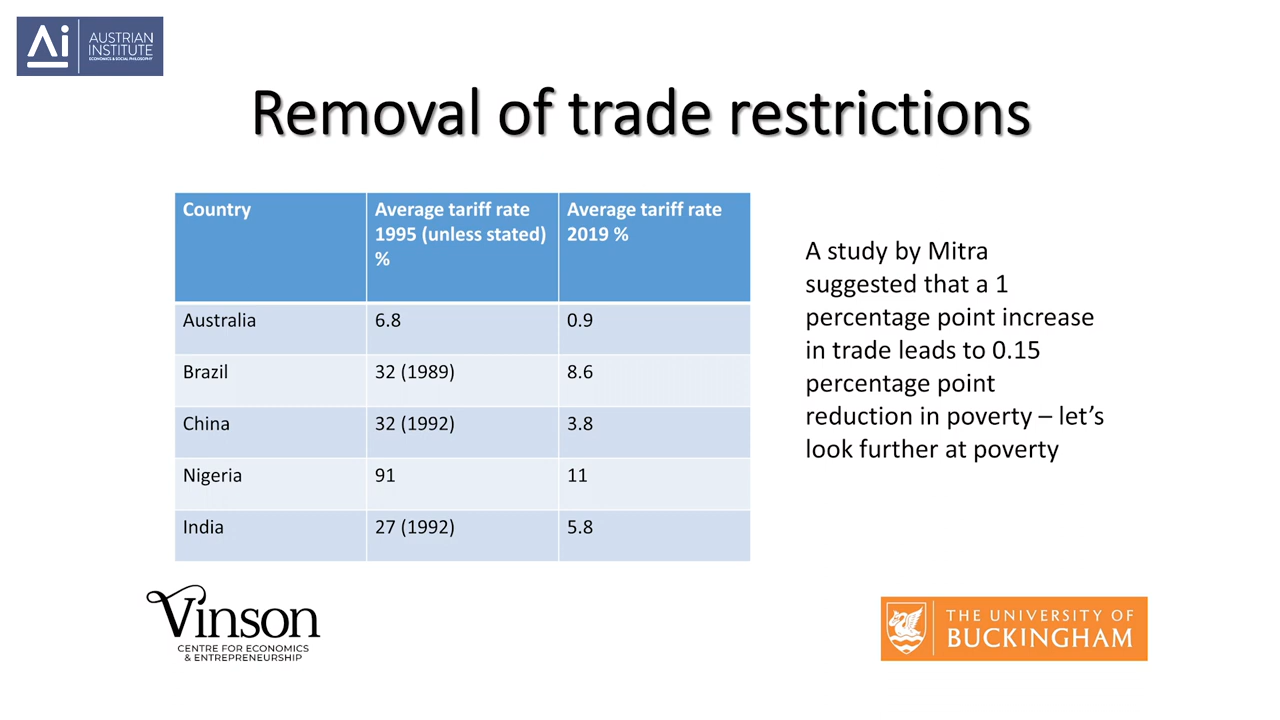 AUSTRIAN
INSTITUTE
ECONOMICS & SOCIAL PHILOSOPHY
Removal of trade restrictions
Country
Average tariff rate
1995 (unless stated)
%
Average tariff rate
2019 %
Australia
6.8
0.9
Brazil
32 (1989)
8.6
China
32 (1992)
3.8
Nigeria
91
11
India
27 (1992)
5.8
A study by Mitra
suggested that a 1
percentage point increase
in trade leads to 0.15
percentage point
reduction in poverty – let’s
look further at poverty
Vinson
CENTRE FOR ECONOMICS
& ENTREPRENEURSHIP
THE UNIVERSITY OF
BUCKINGHAM